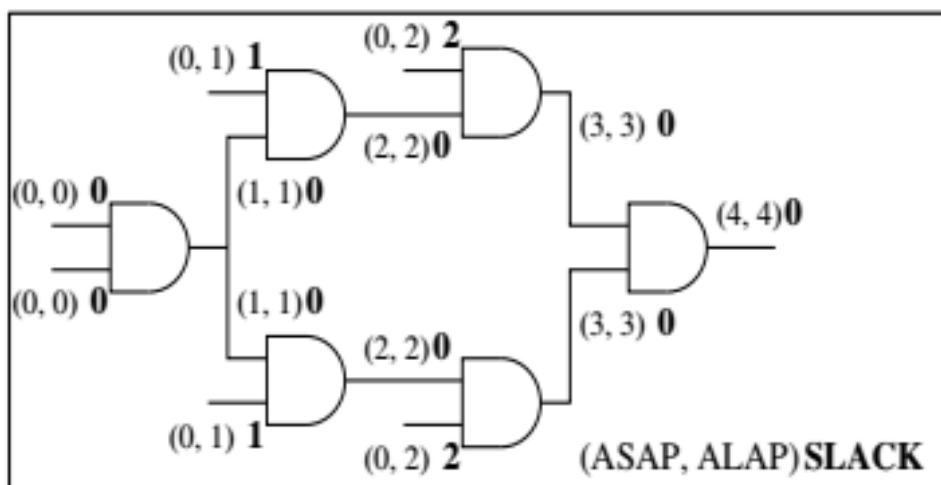 (0, 1) 1
(0, 2) 2
(2, 2)0
(3, 3) 0
(0, 0) 0
(1, 1)0
(4, 4)0
(0, 0) 0
(1, 1)0
(3, 3) 0
(2, 2)0
(0, 1) 1
(0, 2) 2
(ASAP, ALAP) SLACK